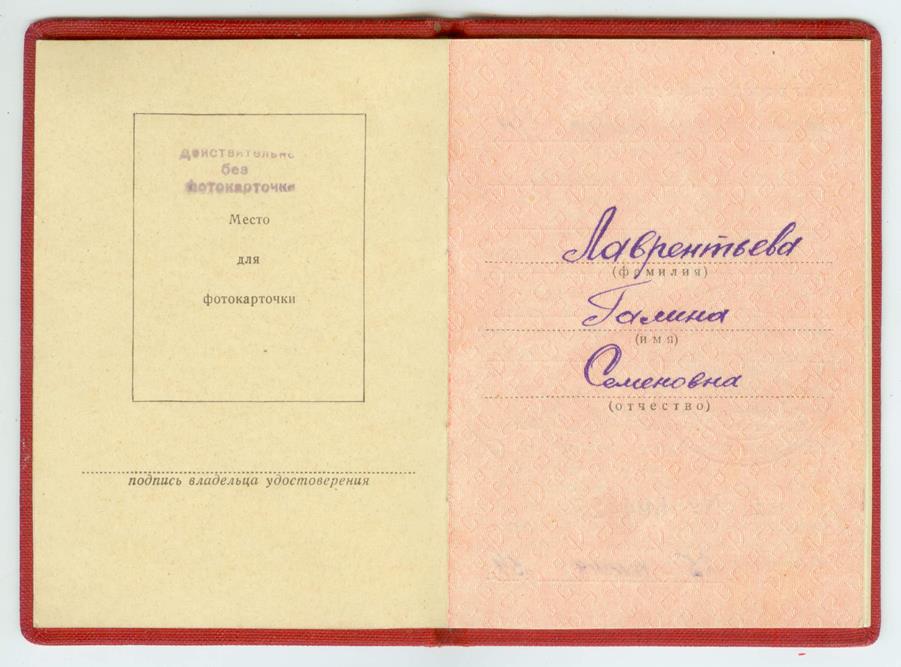 Действительно
без
фотокарточки
Место
для
фотокарточки
подпись владельца удостоверения
Лаврентьева
(фамилия)
Галина
(имя)
Семеновна
(отчество)